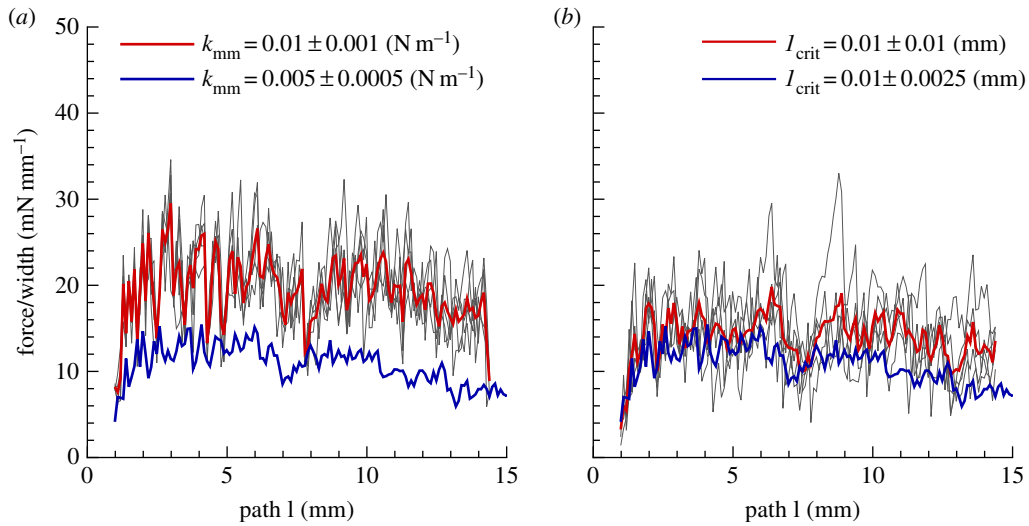 (a)
50
40
30
20
10
0
force/width (mN mm⁻¹)
k_mm = 0.01 ± 0.001 (N m⁻¹)
k_mm = 0.005 ± 0.0005 (N m⁻¹)
0 5 10 15
path l (mm)
(b)
l_crit = 0.01 ± 0.01 (mm)
l_crit = 0.01 ± 0.0025 (mm)
0 5 10 15
path l (mm)